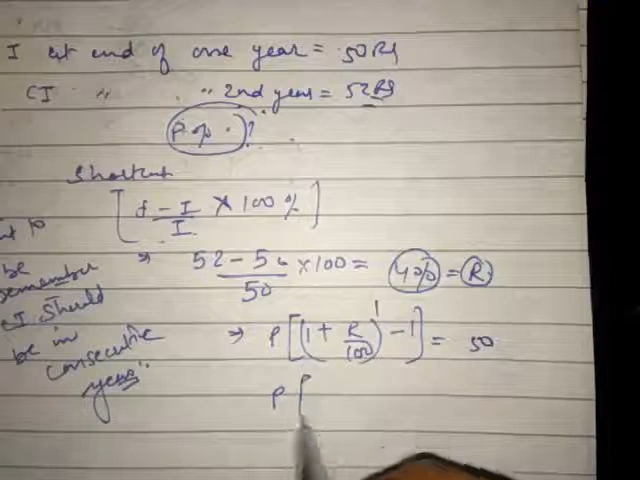 I at end of one year = 50Rs
CI " " 2nd year = 52Rs
Shortcut
[f - I / I × 100 %]
be remember
CI should
be in
consecutive
years.
⇒ 52 - 50 / 50 × 100 = 4% = R
⇒ P[(1 + R/100)^1 - 1] = 50
P [